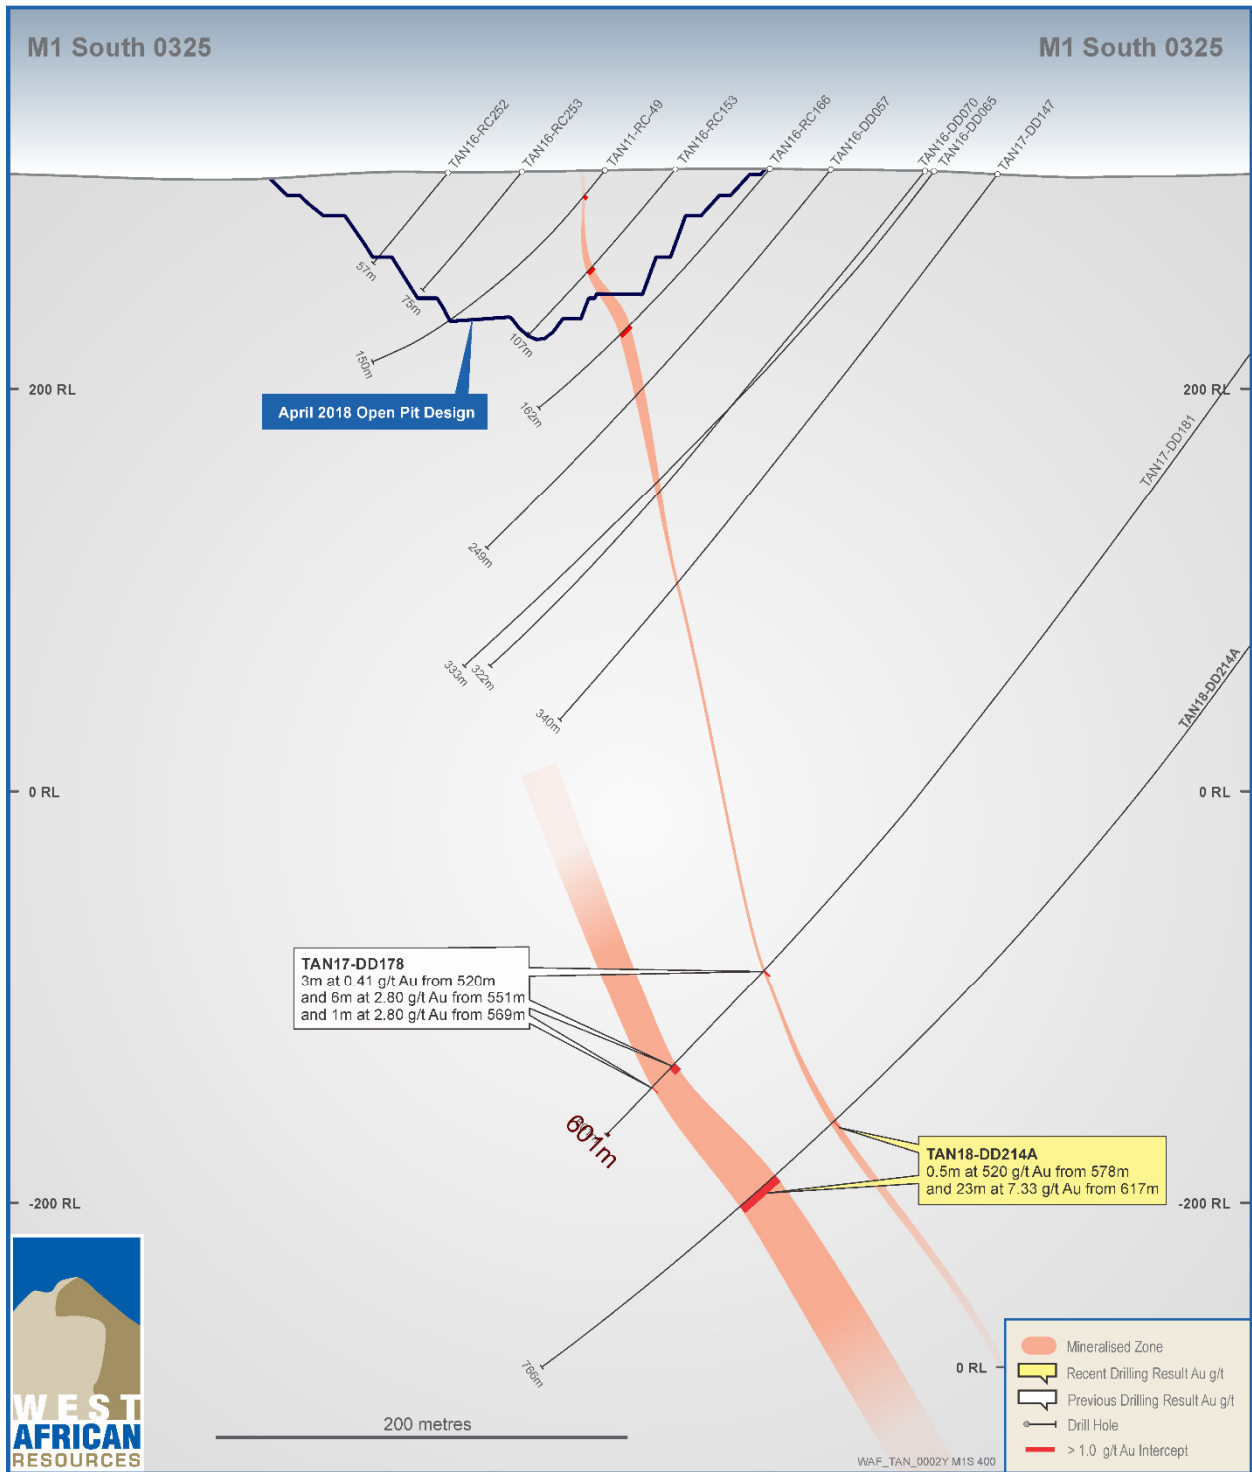 M1 South 0325
M1 South 0325
TAN16-RC252
TAN16-RC253
TAN11-RC-49
TAN16-RC153
TAN16-RC166
TAN16-DD057
TAN16-DD070
TAN16-DD065
TAN17-DD147
57m
75m
150m
107m
162m
249m
333m
322m
340m
200 RL
200 RL
April 2018 Open Pit Design
TAN17-DD181
TAN18-DD214A
0 RL
0 RL
TAN17-DD178
3m at 0.41 g/t Au from 520m
and 6m at 2.80 g/t Au from 551m
and 1m at 2.80 g/t Au from 569m
601m
TAN18-DD214A
0.5m at 520 g/t Au from 578m
and 23m at 7.33 g/t Au from 617m
-200 RL
-200 RL
766m
0 RL
200 metres
WEST
AFRICAN
RESOURCES
Mineralised Zone
Recent Drilling Result Au g/t
Previous Drilling Result Au g/t
Drill Hole
> 1.0 g/t Au Intercept
WAF_TAN_0002Y M1S 400